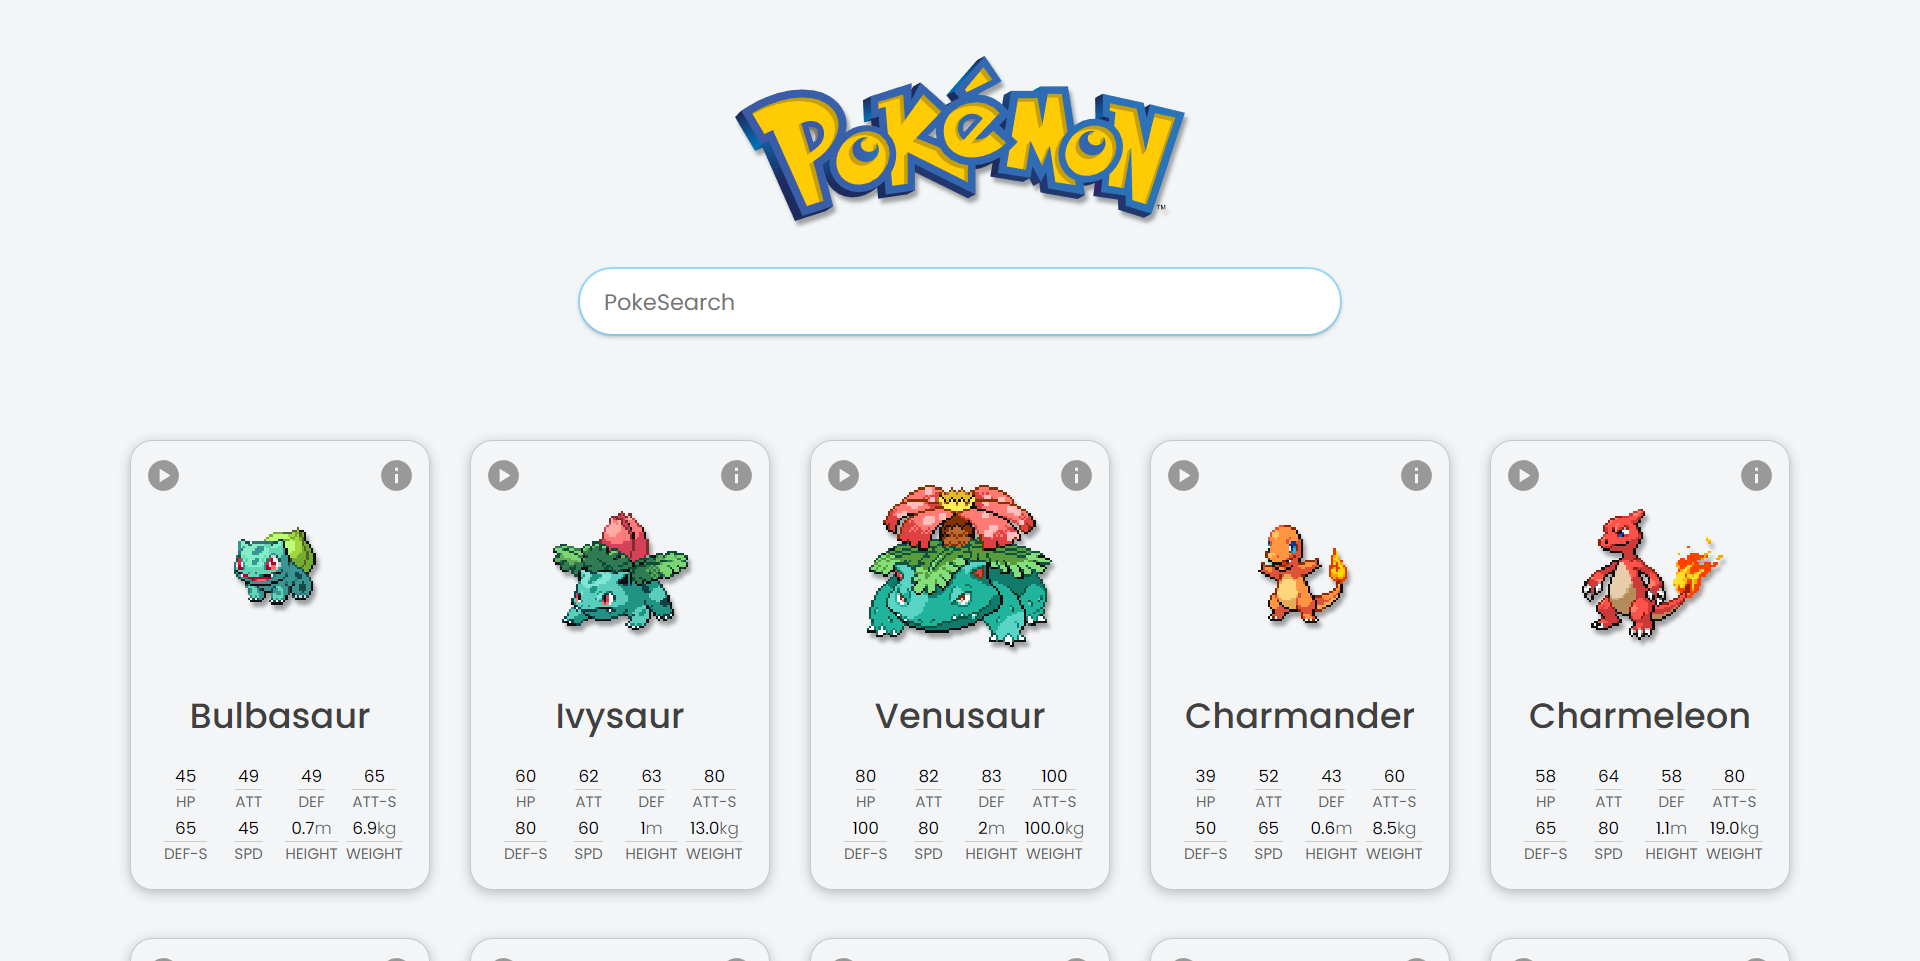 Pokémon
TM
PokeSearch
Bulbasaur
45 49 49 65
HP ATT DEF ATT-S
65 45 0.7m 6.9kg
DEF-S SPD HEIGHT WEIGHT
Ivysaur
60 62 63 80
HP ATT DEF ATT-S
80 60 1m 13.0kg
DEF-S SPD HEIGHT WEIGHT
Venusaur
80 82 83 100
HP ATT DEF ATT-S
100 80 2m 100.0kg
DEF-S SPD HEIGHT WEIGHT
Charmander
39 52 43 60
HP ATT DEF ATT-S
50 65 0.6m 8.5kg
DEF-S SPD HEIGHT WEIGHT
Charmeleon
58 64 58 80
HP ATT DEF ATT-S
65 80 1.1m 19.0kg
DEF-S SPD HEIGHT WEIGHT